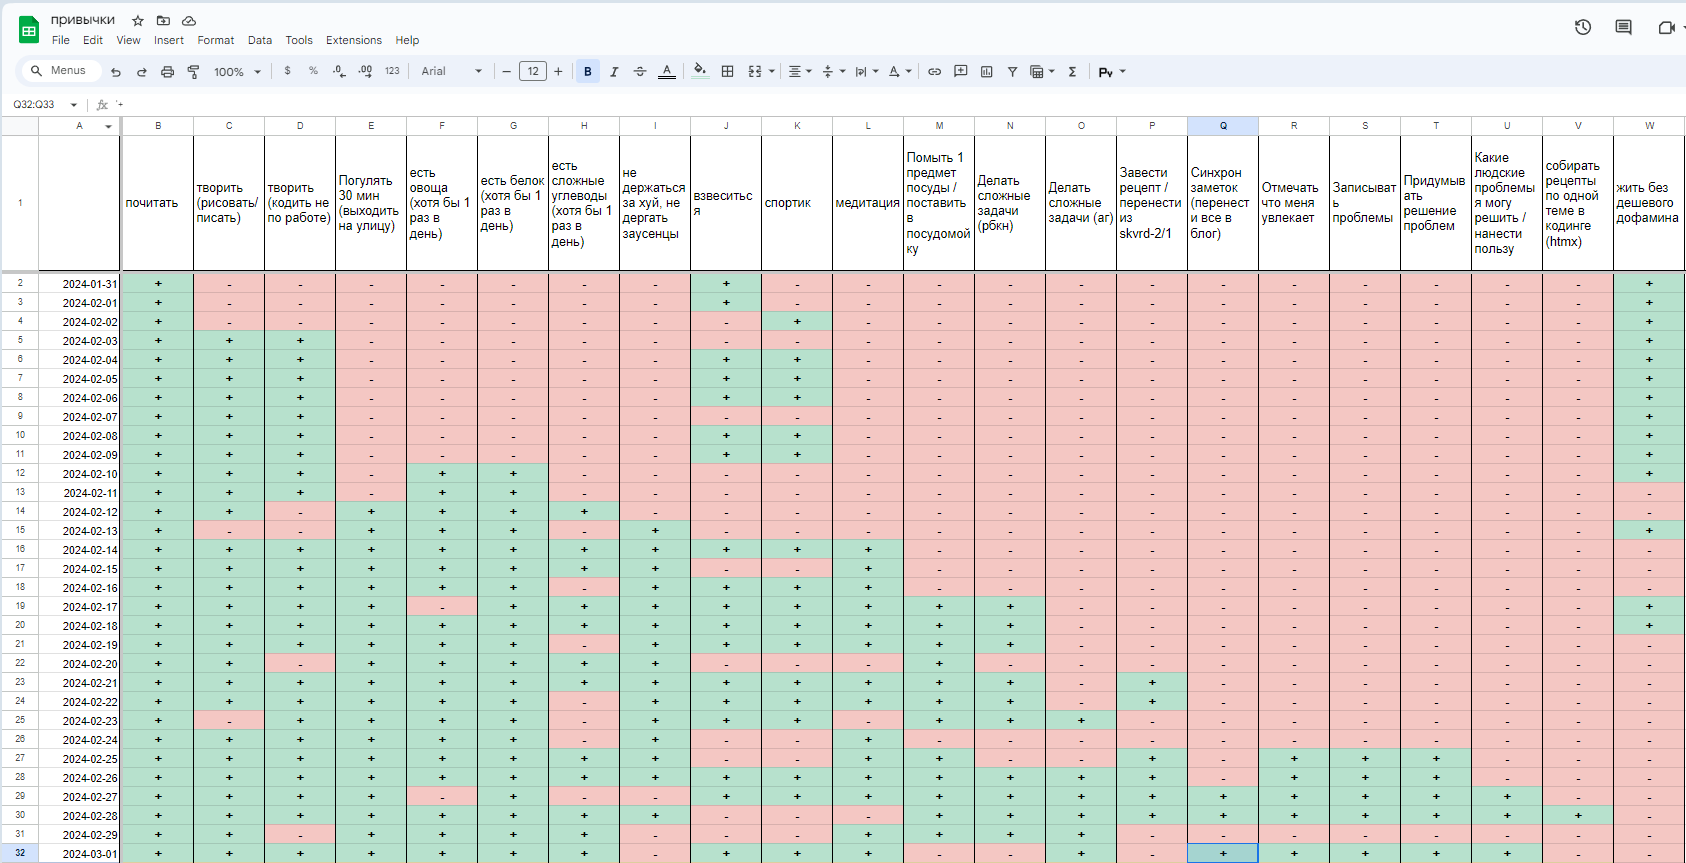 привычки
File Edit View Insert Format Data Tools Extensions Help
Menus 100% $ % .0 .00 123 Arial - 12 + B I A Σ Pγ
Q32:Q33 fx '+
A B C D E F G H I J K L M N O P Q R S T U V W
1
почитать
творить
(рисовать/
писать)
творить
(кодить не
по работе)
Погулять
30 мин
(выходить
на улицу)
есть
овоща
(хотя бы 1
раз в
день)
есть белок
(хотя бы 1
раз в
день)
есть
сложные
углеводы
(хотя бы 1
раз в
день)
не
держаться
за хуй, не
дергать
заусенцы
взвеситьс
я
спортик
медитация
Помыть 1
предмет
посуды /
поставить
в
посудомой
ку
Делать
сложные
задачи
(рбкн)
Делать
сложные
задачи (аг)
Завести
рецепт /
перенести
из
skvrd-2/1
Синхрон
заметок
(перенест
и все в
блог)
Отмечать
что меня
увлекает
Записыват
ь
проблемы
Придумыв
ать
решение
проблем
Какие
людские
проблемы
я могу
решить /
нанести
пользу
собирать
рецепты
по одной
теме в
кодинге
(htmx)
жить без
дешевого
дофамина
2 2024-01-31 + - - - - - - - + - - - - - - - - - - - - +
3 2024-02-01 + - - - - - - - + - - - - - - - - - - - - +
4 2024-02-02 + - - - - - - - - + - - - - - - - - - - - +
5 2024-02-03 + + + - - - - - - - - - - - - - - - - - - +
6 2024-02-04 + + + - - - - - + + - - - - - - - - - - - +
7 2024-02-05 + + + - - - - - + + - - - - - - - - - - - +
8 2024-02-06 + + + - - - - - + + - - - - - - - - - - - +
9 2024-02-07 + + + - - - - - - - - - - - - - - - - - - +
10 2024-02-08 + + + - - - - - + + - - - - - - - - - - - +
11 2024-02-09 + + + - - - - - + + - - - - - - - - - - - +
12 2024-02-10 + + + - + + - - - - - - - - - - - - - - - +
13 2024-02-11 + + + - + + - - - - - - - - - - - - - - - -
14 2024-02-12 + + - + + + + - - - - - - - - - - - - - - -
15 2024-02-13 + - - + + + - + - - - - - - - - - - - - - +
16 2024-02-14 + + + + + + + + + + + - - - - - - - - - - -
17 2024-02-15 + + + + + + + + - - + - - - - - - - - - - -
18 2024-02-16 + + + + + + - + + + + - - - - - - - - - - -
19 2024-02-17 + + + + - + + + + + + + + - - - - - - - - +
20 2024-02-18 + + + + + + + + + + + + + - - - - - - - - +
21 2024-02-19 + + + + + + - + + + + + + - - - - - - - - -
22 2024-02-20 + + - + + + + + - - - + - - - - - - - - - -
23 2024-02-21 + + + + + + + + + + + + + - + - - - - - - -
24 2024-02-22 + + + + + + - + + + + + + - + - - - - - - -
25 2024-02-23 + - + + + + - + + + - + + + - - - - - - - -
26 2024-02-24 + + + + + + - + - - + - - - - - - - - - - -
27 2024-02-25 + + + + + + + + - - + + - - + - + + + - - -
28 2024-02-26 + + + + + + + + + + + + + + + - + + + - - -
29 2024-02-27 + + + + - + - - + + + + + + + + + + + + - -
30 2024-02-28 + + + + + + + + - - - + + + + + + + + + + -
31 2024-02-29 + + - + + + + - - - + + + + - - - - - - - -
32 2024-03-01 + + + + + + + - + + + - - + - + + + + + - -